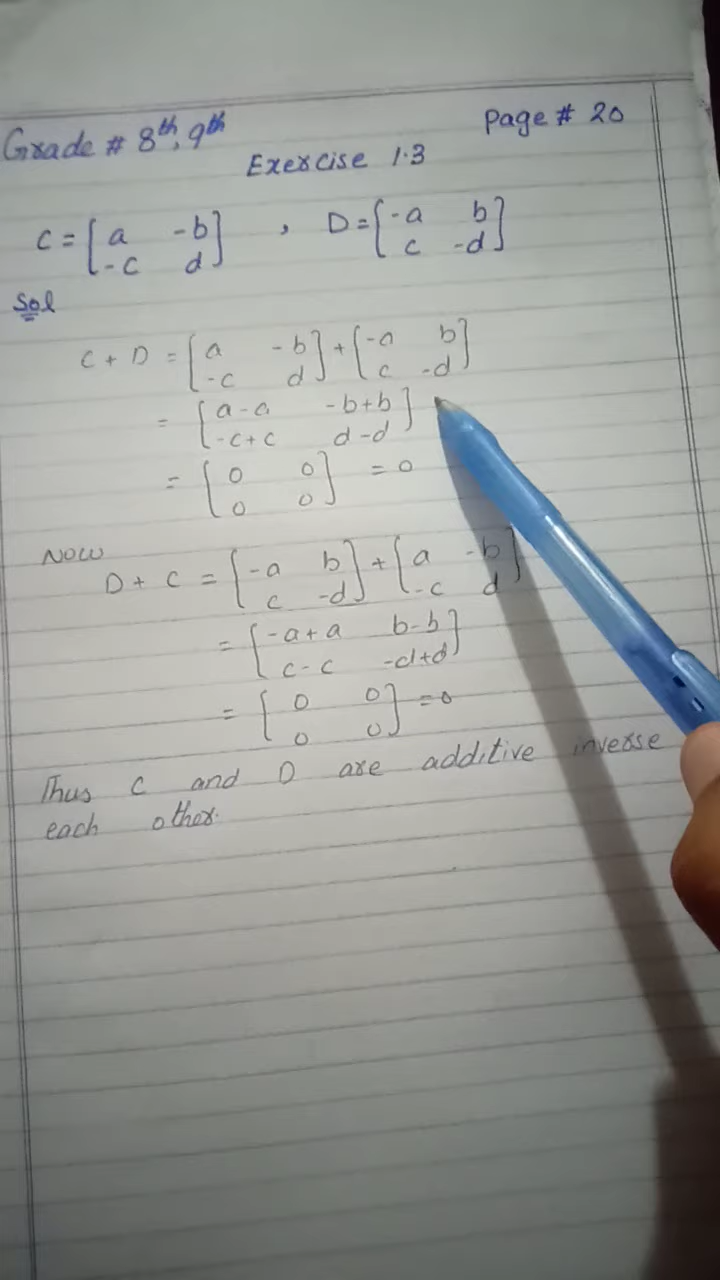 Grade # 8th, 9th Page # 20
Exercise 1.3
C = [a -b
-c d] , D = [-a b
c -d]
Sol
C + D = [a -b
-c d] + [-a b
c -d]
= [a-a -b+b
-c+c d-d]
= [0 0
0 0] = 0
Now
D + C = [-a b
c -d] + [a -b
-c d]
= [-a+a b-b
c-c -d+d]
= [0 0
0 0] = 0
Thus C and D are additive inverse
each other.